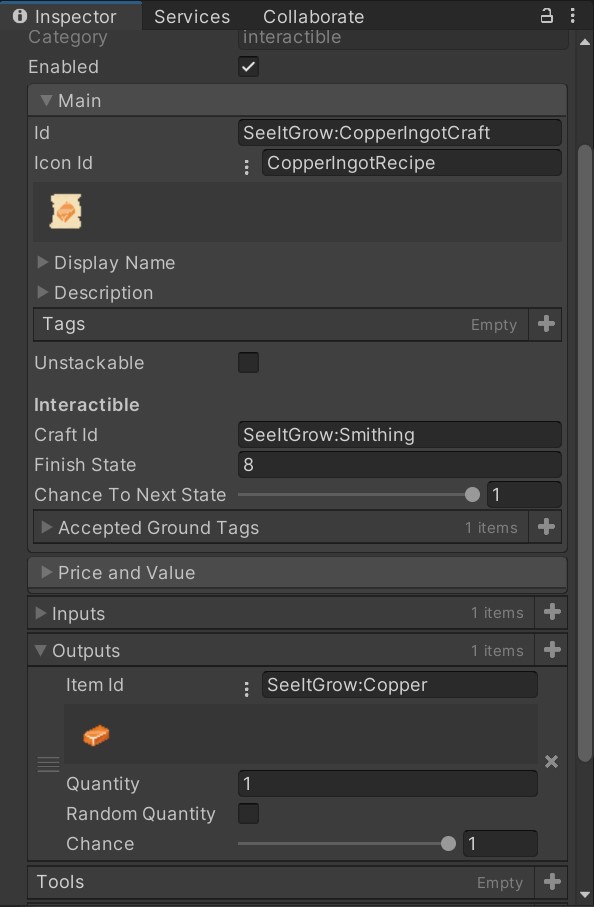 Inspector Services Collaborate
Category interactible
Enabled
Main
Id SeeItGrow:CopperIngotCraft
Icon Id CopperIngotRecipe
Display Name
Description
Tags Empty
Unstackable
Interactible
Craft Id SeeItGrow:Smithing
Finish State 8
Chance To Next State 1
Accepted Ground Tags 1 items
Price and Value
Inputs 1 items
Outputs 1 items
Item Id SeeItGrow:Copper
Quantity 1
Random Quantity
Chance 1
Tools Empty